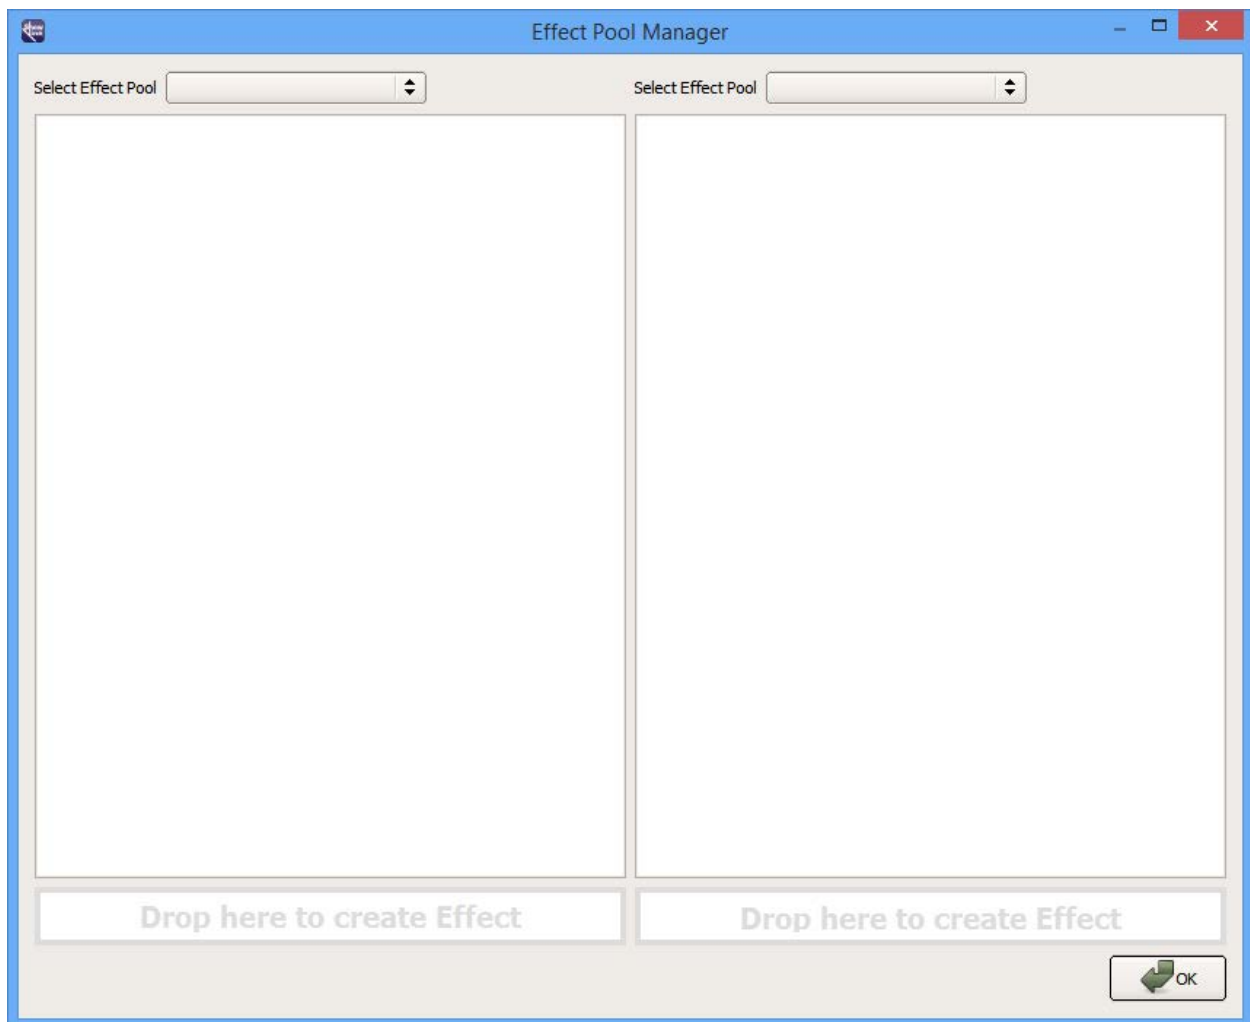 Effect Pool Manager
Select Effect Pool
Select Effect Pool
Drop here to create Effect
Drop here to create Effect
OK